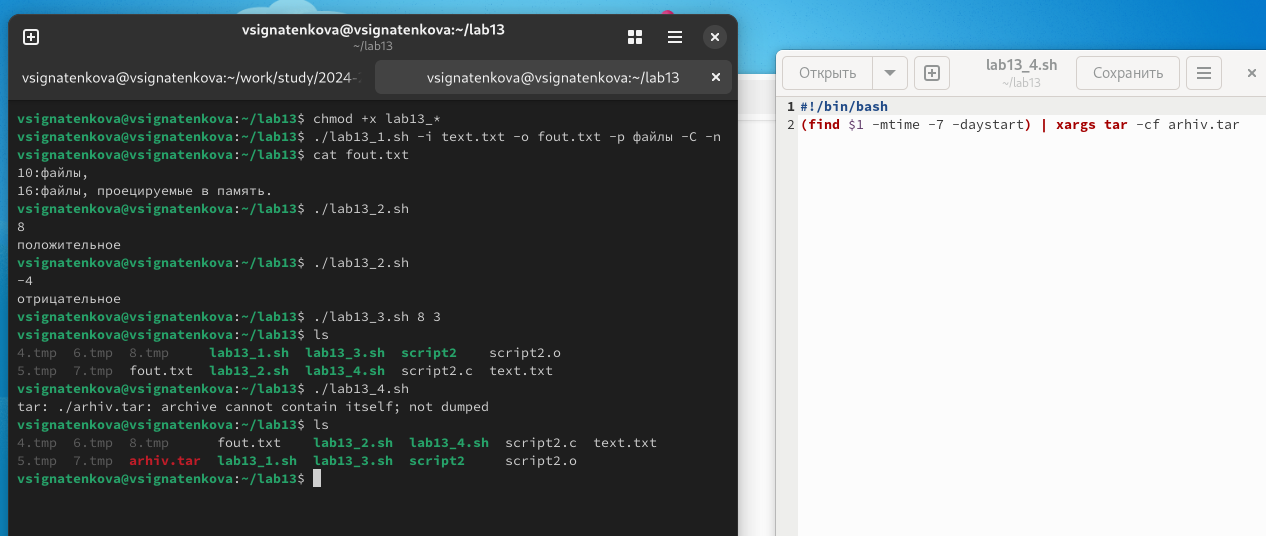 vsignatenkova@vsignatenkova:~/lab13
~/lab13
vsignatenkova@vsignatenkova:~/work/study/2024-
vsignatenkova@vsignatenkova:~/lab13
vsignatenkova@vsignatenkova:~/lab13$ chmod +x lab13_*
vsignatenkova@vsignatenkova:~/lab13$ ./lab13_1.sh -i text.txt -o fout.txt -p файлы -C -n
vsignatenkova@vsignatenkova:~/lab13$ cat fout.txt
10:файлы,
16:файлы, проецируемые в память.
vsignatenkova@vsignatenkova:~/lab13$ ./lab13_2.sh
8
положительное
vsignatenkova@vsignatenkova:~/lab13$ ./lab13_2.sh
-4
отрицательное
vsignatenkova@vsignatenkova:~/lab13$ ./lab13_3.sh 8 3
vsignatenkova@vsignatenkova:~/lab13$ ls
4.tmp 6.tmp 8.tmp lab13_1.sh lab13_3.sh script2 script2.o
5.tmp 7.tmp fout.txt lab13_2.sh lab13_4.sh script2.c text.txt
vsignatenkova@vsignatenkova:~/lab13$ ./lab13_4.sh
tar: ./arhiv.tar: archive cannot contain itself; not dumped
vsignatenkova@vsignatenkova:~/lab13$ ls
4.tmp 6.tmp 8.tmp fout.txt lab13_2.sh lab13_4.sh script2.c text.txt
5.tmp 7.tmp arhiv.tar lab13_1.sh lab13_3.sh script2 script2.o
vsignatenkova@vsignatenkova:~/lab13$
Открыть
lab13_4.sh
~/lab13
Сохранить
1 #!/bin/bash
2 (find $1 -mtime -7 -daystart) | xargs tar -cf arhiv.tar